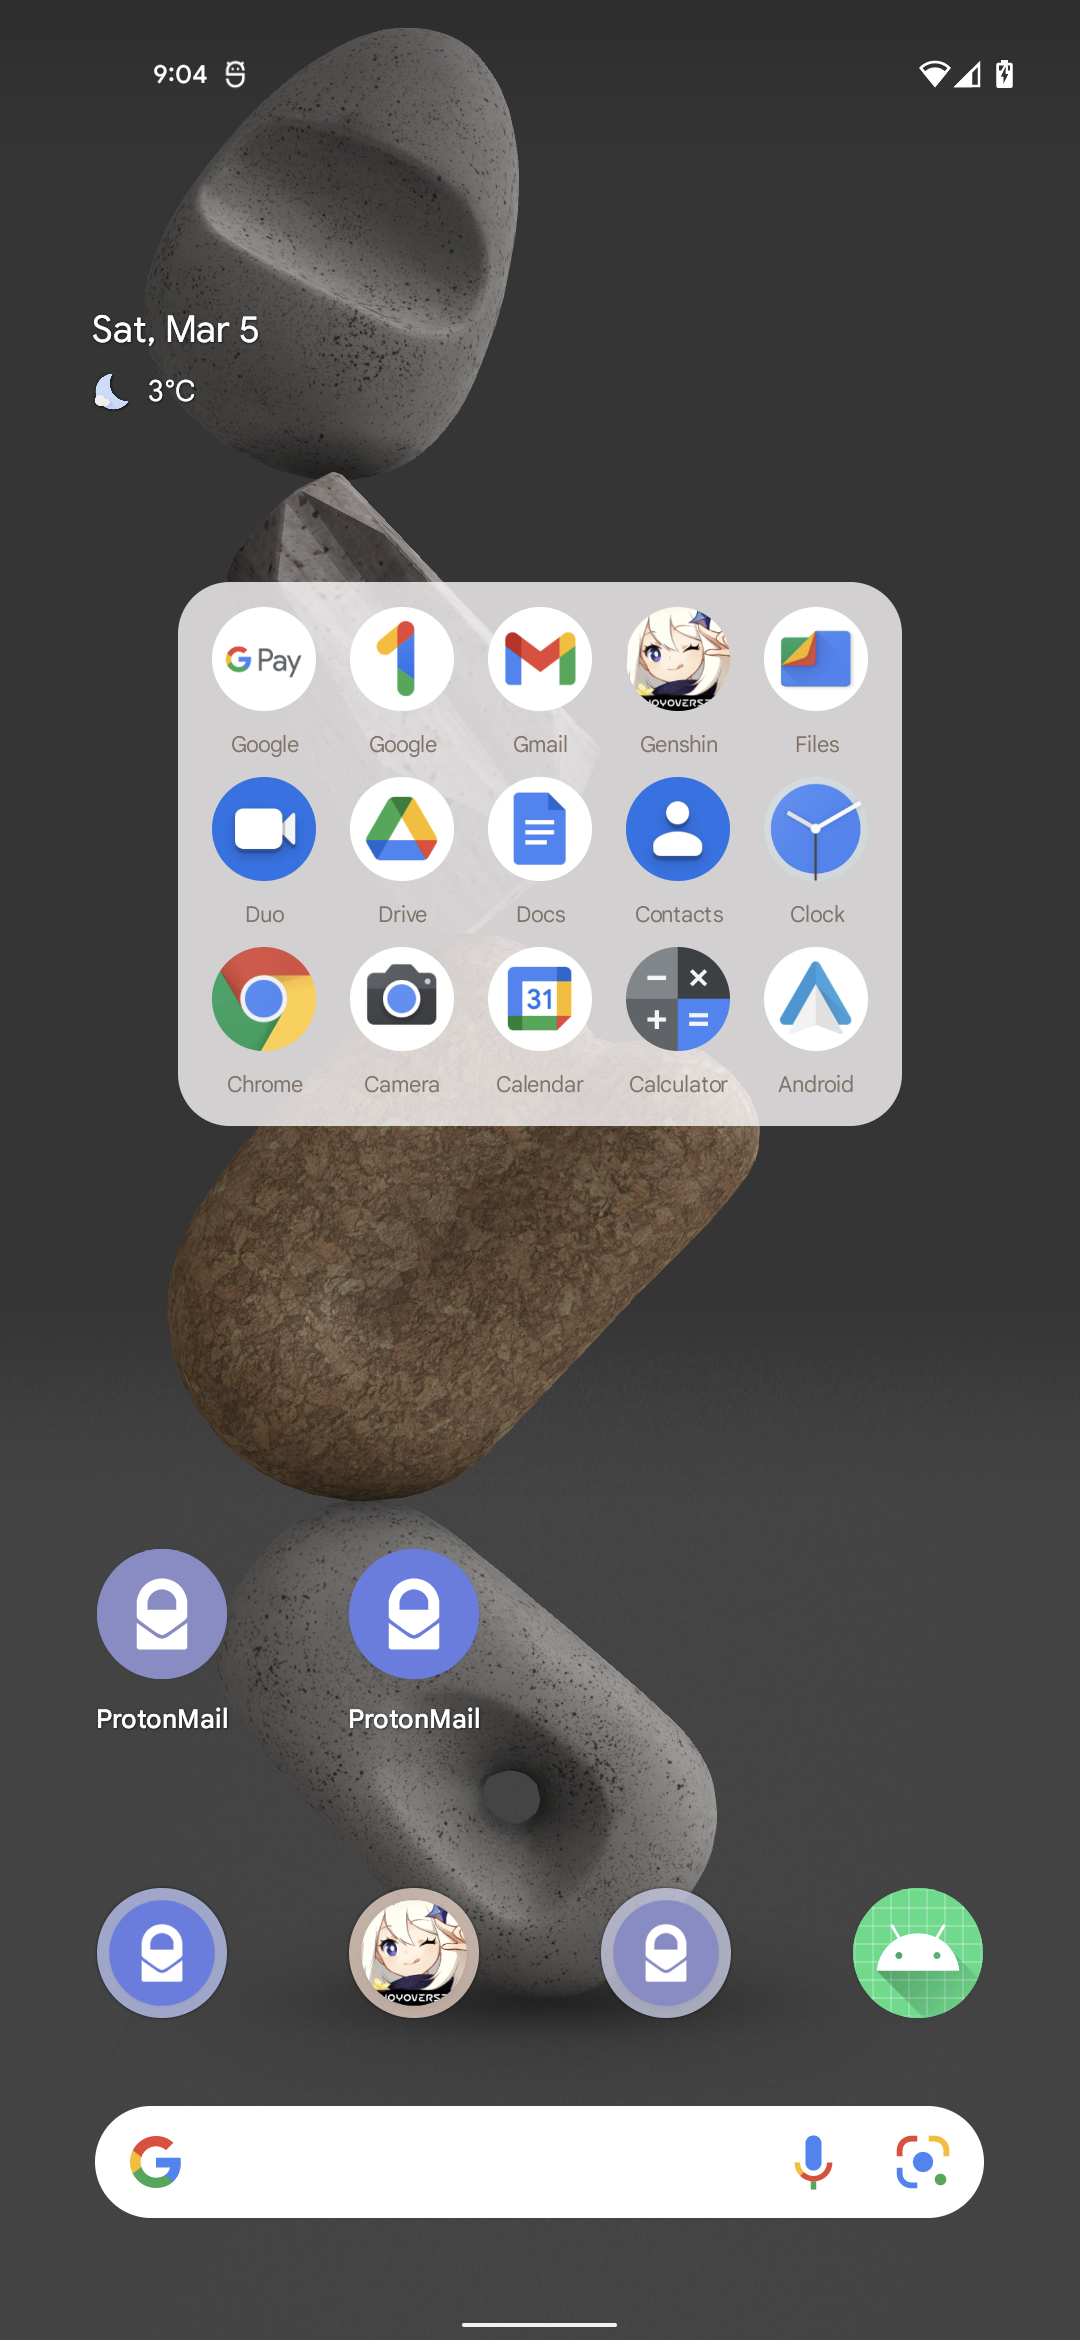 9:04
Sat, Mar 5
3°C
G Pay
31
Google
Google
Gmail
Genshin
Files
Duo
Drive
Docs
Contacts
Clock
Chrome
Camera
Calendar
Calculator
Android
ProtonMail
ProtonMail